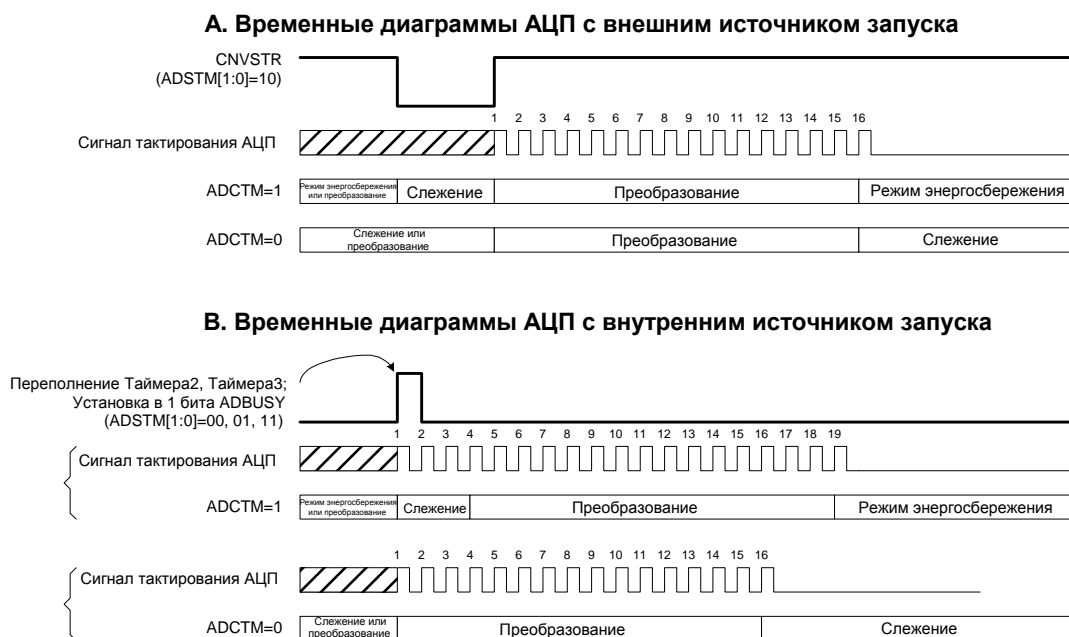 А. Временные диаграммы АЦП с внешним источником запуска
CNVSTR
(ADSTM[1:0]=10)
1 2 3 4 5 6 7 8 9 10 11 12 13 14 15 16
Сигнал тактирования АЦП
ADCTM=1
Режим энергосбережения
или преобразование
Слежение
Преобразование
Режим энергосбережения
ADCTM=0
Слежение или
преобразование
Преобразование
Слежение
В. Временные диаграммы АЦП с внутренним источником запуска
Переполнение Таймера2, Таймера3;
Установка в 1 бита ADBUSY
(ADSTM[1:0]=00, 01, 11)
1 2 3 4 5 6 7 8 9 10 11 12 13 14 15 16 17 18 19
Сигнал тактирования АЦП
ADCTM=1
Режим энергосбережения
или преобразование
Слежение
Преобразование
Режим энергосбережения
1 2 3 4 5 6 7 8 9 10 11 12 13 14 15 16
Сигнал тактирования АЦП
ADCTM=0
Слежение или
преобразование
Преобразование
Слежение